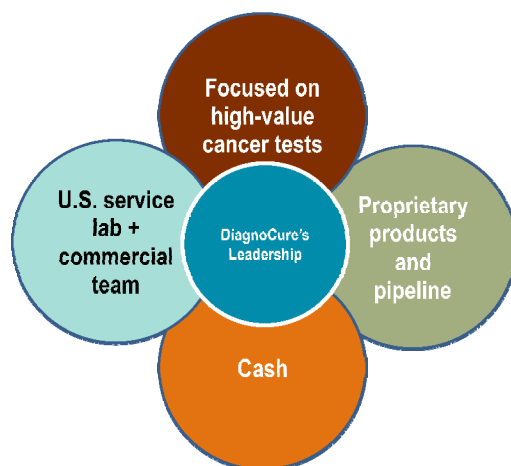 Focused on
high-value
cancer tests
U.S. service
lab +
commercial
team
DiagnoCure's
Leadership
Proprietary
products
and
pipeline
Cash